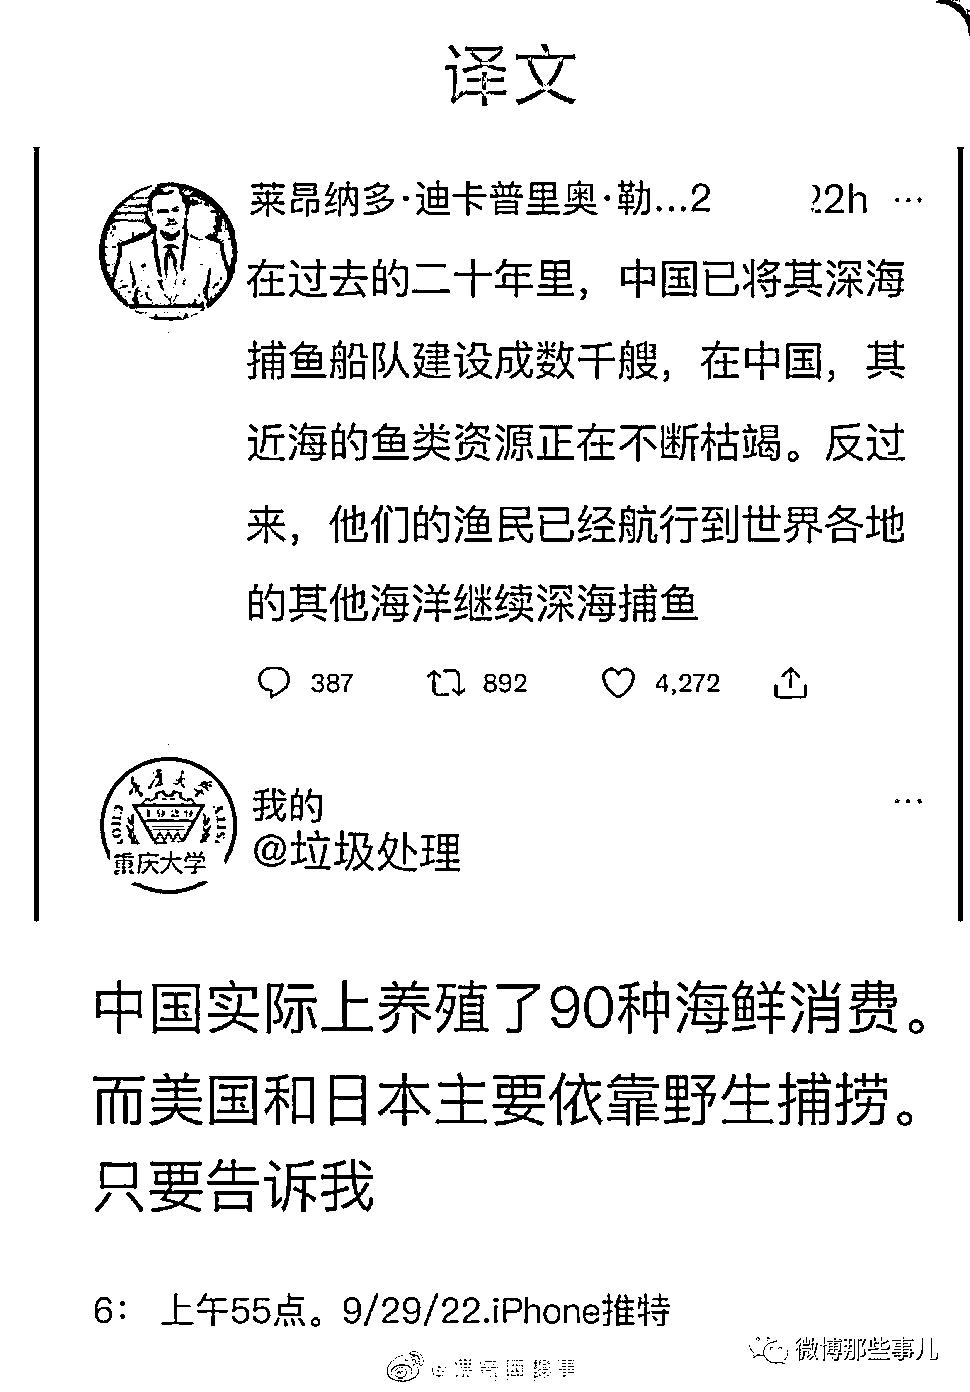 译文
莱昂纳多·迪卡普里奥·勒...2 22h ...
在过去的二十年里，中国已将其深海
捕鱼船队建设成数千艘，在中国，其
近海的鱼类资源正在不断枯竭。反过
来，他们的渔民已经航行到世界各地
的其他海洋继续深海捕鱼
387 892 4,272
重庆大学
1929
重庆大学
我的 ...
@垃圾处理
中国实际上养殖了90种海鲜消费。
而美国和日本主要依靠野生捕捞。
只要告诉我
6： 上午55点。9/29/22.iPhone推特
微博那些事儿